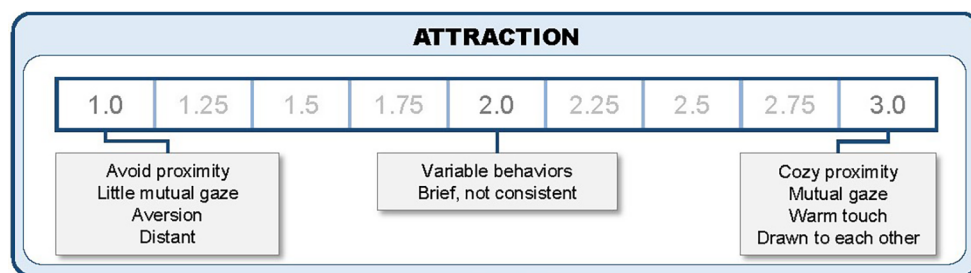 ATTRACTION
1.0 1.25 1.5 1.75 2.0 2.25 2.5 2.75 3.0
Avoid proximity
Little mutual gaze
Aversion
Distant
Variable behaviors
Brief, not consistent
Cozy proximity
Mutual gaze
Warm touch
Drawn to each other